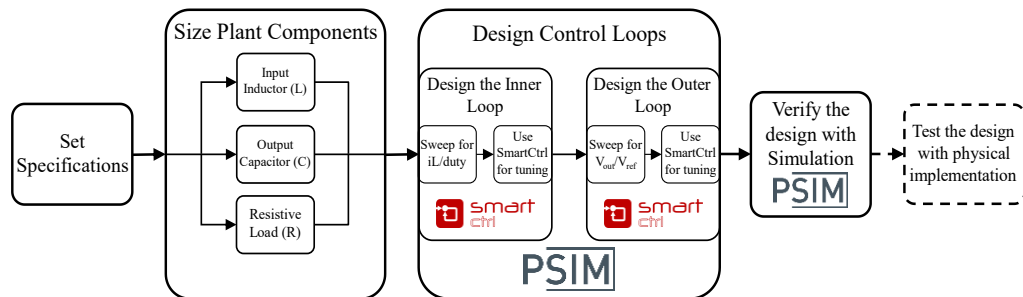 Set
Specifications
Size Plant Components
Input
Inductor (L)
Output
Capacitor (C)
Resistive
Load (R)
Design Control Loops
Design the Inner
Loop
Sweep for
iL/duty
Use
SmartCtrl
for tuning
smart
ctrl
Design the Outer
Loop
Sweep for
Vout/Vref
Use
SmartCtrl
for tuning
smart
ctrl
PSIM
Verify the
design with
Simulation
PSIM
Test the design
with physical
implementation